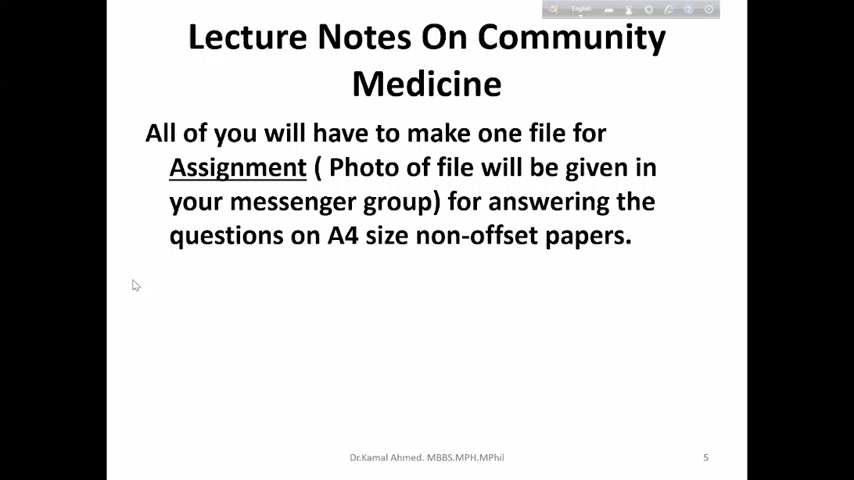 English
Lecture Notes On Community
Medicine
All of you will have to make one file for
Assignment ( Photo of file will be given in
your messenger group) for answering the
questions on A4 size non-offset papers.
Dr.Kamal Ahmed. MBBS.MPH.MPhil
5